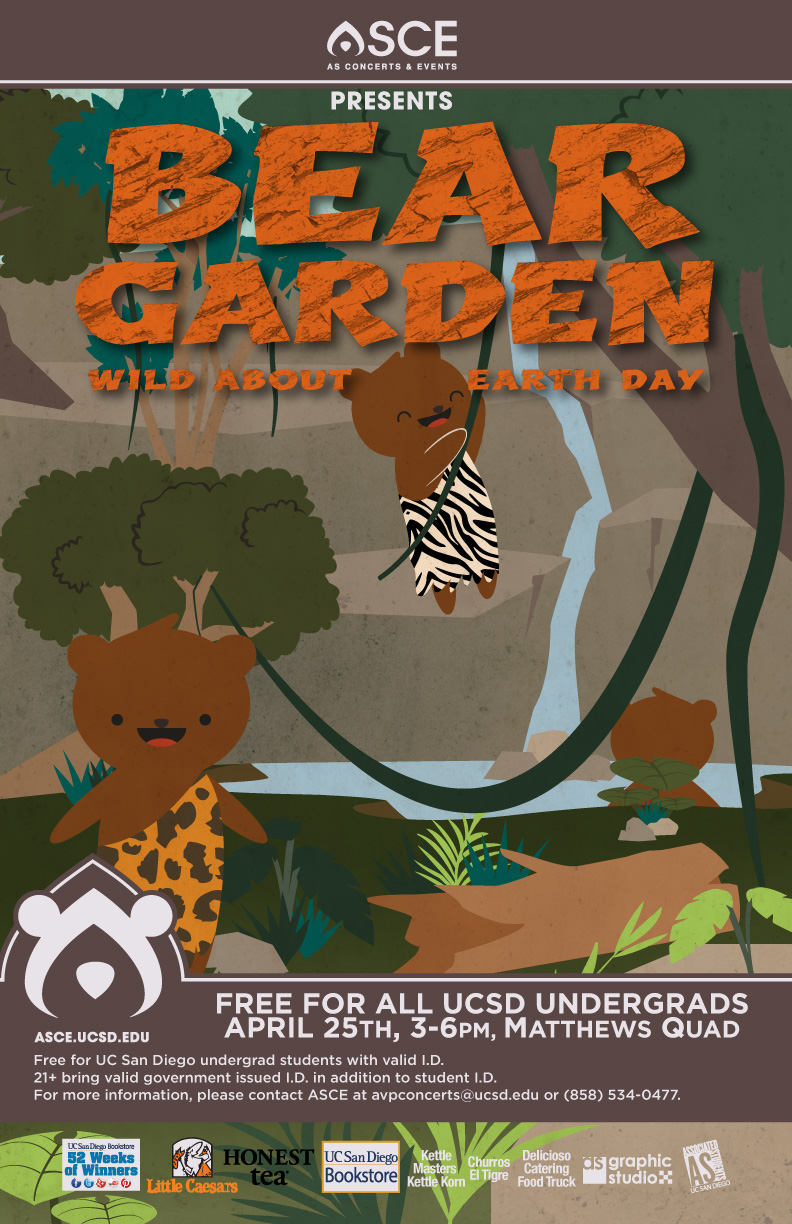 ASCE
AS CONCERTS & EVENTS
PRESENTS
BEAR
GARDEN
WILD ABOUT EARTH DAY
ASCE.UCSD.EDU
FREE FOR ALL UCSD UNDERGRADS
APRIL 25TH, 3-6PM, MATTHEWS QUAD
Free for UC San Diego undergrad students with valid I.D.
21+ bring valid government issued I.D. in addition to student I.D.
For more information, please contact ASCE at avpconcerts@ucsd.edu or (858) 534-0477.
UC San Diego Bookstore
52 Weeks
of Winners
Little Caesars
HONEST
tea
UC San Diego
Bookstore
Kettle
Masters
Kettle Korn
Churros
El Tigre
Delicioso
Catering
Food Truck
as graphic
studio
ASSOCIATED
AS
STUDENTS
UC SAN DIEGO